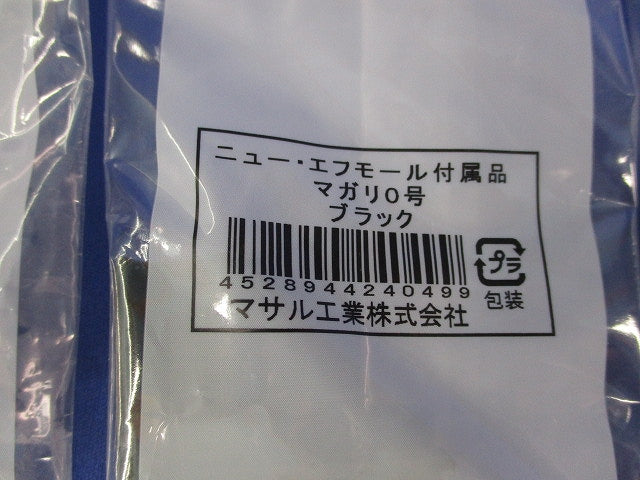 ニュー・エフモール付属品
マガリ0号
ブラック
4528944240499
プラ
包装
マサル工業株式会社